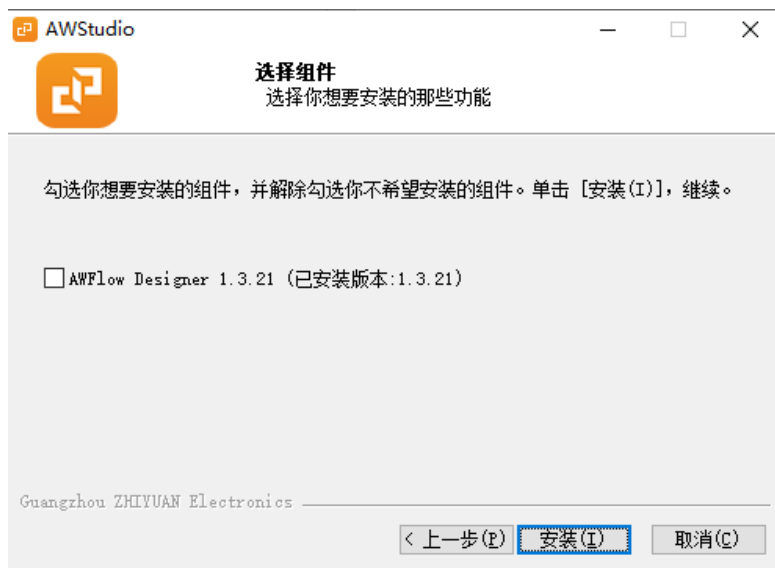 AWStudio
选择组件
选择你想要安装的那些功能
勾选你想要安装的组件，并解除勾选你不希望安装的组件。单击 [安装(I)]，继续。
AWFlow Designer 1.3.21 (已安装版本:1.3.21)
Guangzhou ZHIYUAN Electronics
< 上一步(P) 安装(I) 取消(C)